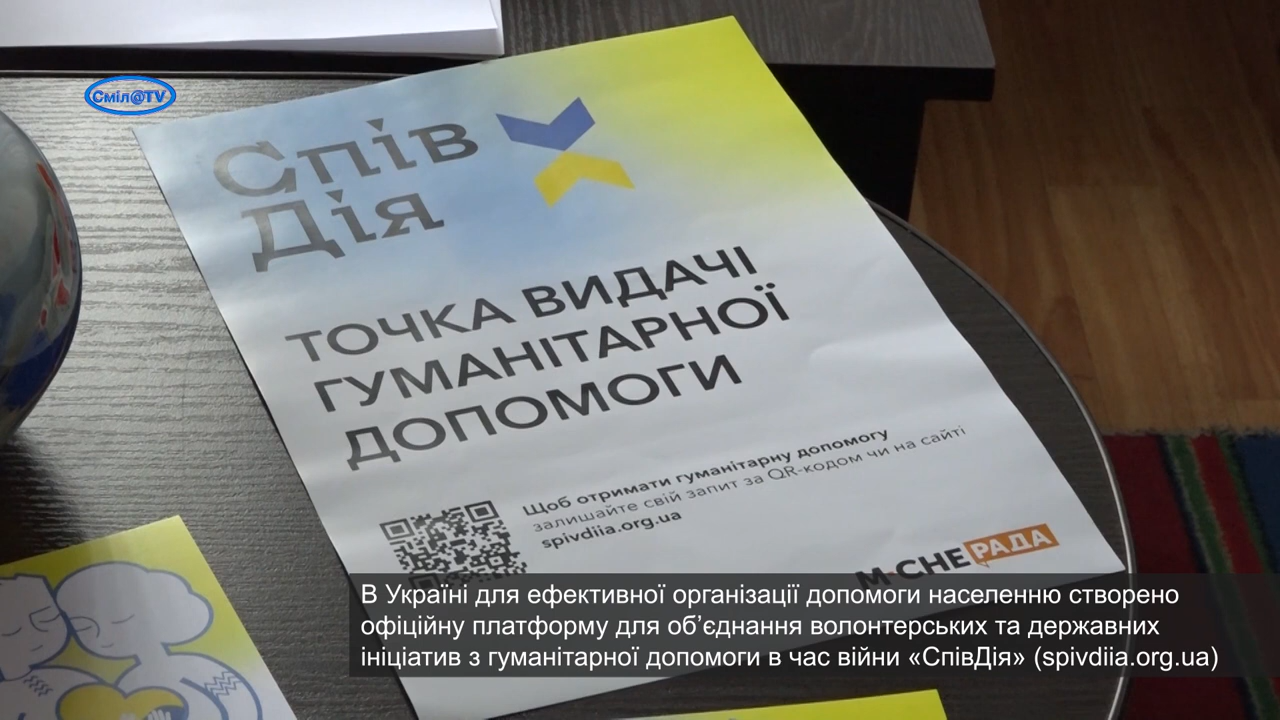 Сміл@TV
Спів
Дія
ТОЧКА ВИДАЧІ
ГУМАНІТАРНОЇ
ДОПОМОГИ
Щоб отримати гуманітарну допомогу
залишайте свій запит за QR-кодом чи на сайті
spivdiia.org.ua
СНЕ РАДА
В Україні для ефективної організації допомоги населенню створено
офіційну платформу для об’єднання волонтерських та державних
ініціатив з гуманітарної допомоги в час війни «СпівДія» (spivdiia.org.ua)